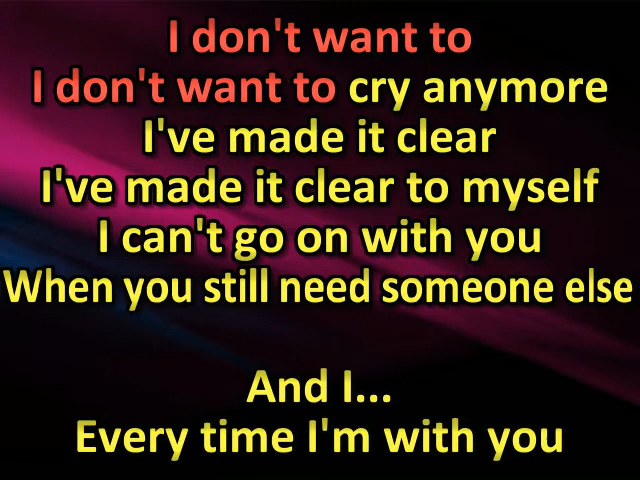 I don't want to
I don't want to cry anymore
I've made it clear
I've made it clear to myself
I can't go on with you
When you still need someone else
And I...
Every time I'm with you